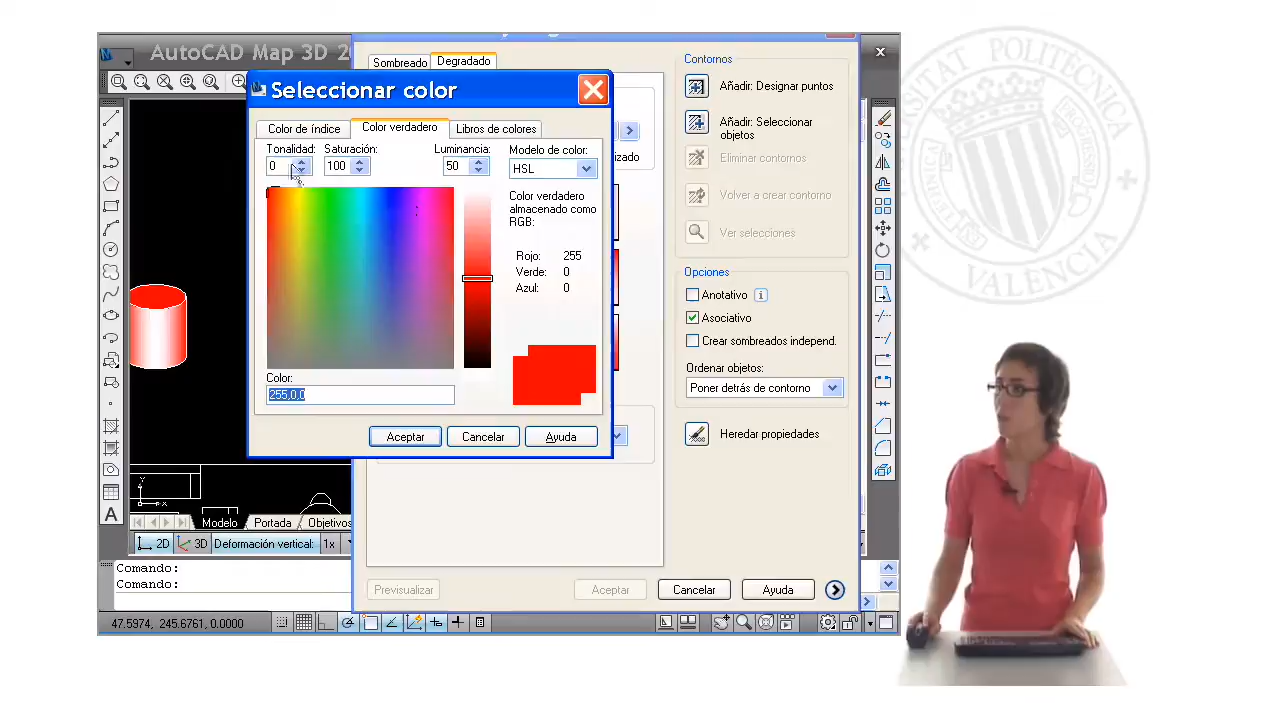 AutoCAD Map 3D 2
Seleccionar color
Color de índice
Color verdadero
Libros de colores
Tonalidad:
Saturación:
Luminancia:
0
100
50
Modelo de color:
HSL
Color verdadero
almacenado como
RGB:
Rojo: 255
Verde: 0
Azul: 0
Color:
255,0,0
Aceptar
Cancelar
Ayuda
Sombreado
Degradado
Contornos
Añadir: Designar puntos
Añadir: Seleccionar
objetos
Eliminar contornos
Volver a crear contorno
Ver selecciones
Opciones
Anotativo
Asociativo
Crear sombreados independ.
Ordenar objetos:
Poner detrás de contorno
Heredar propiedades
Previsualizar
Aceptar
Cancelar
Ayuda
Y
X
A
Modelo
Portada
Objetivos
2D
3D
Deformación vertical:
1x
Comando:
Comando:
47.5974, 245.6761, 0.0000
UNIVERSITAT POLITÈCNICA
VALÈNCIA